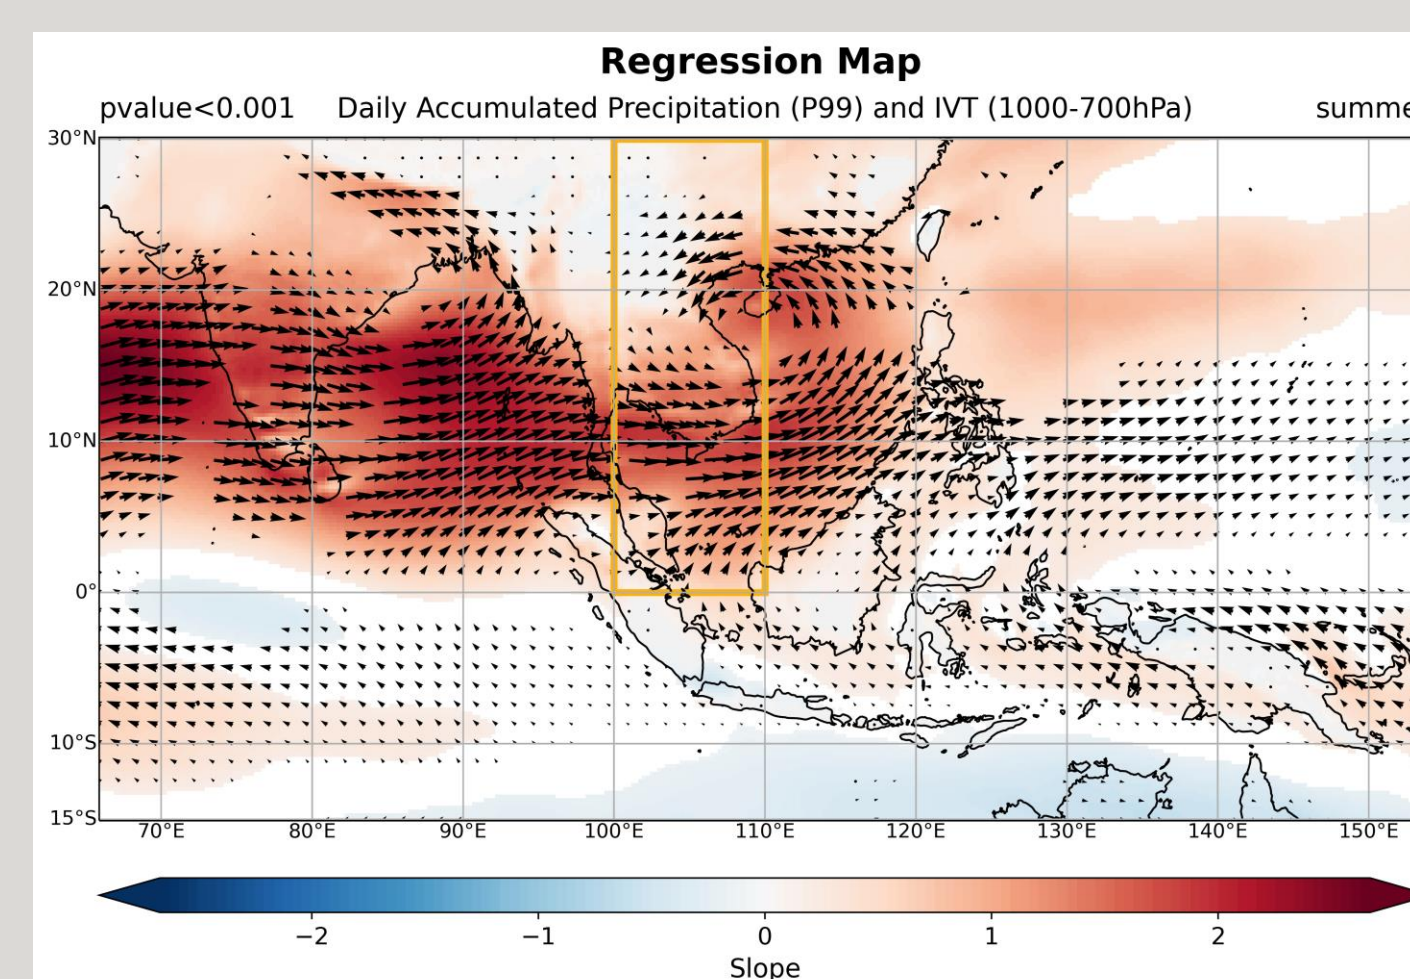 Regression Map
pvalue<0.001 Daily Accumulated Precipitation (P99) and IVT (1000-700hPa) summe
30°N
20°N
10°N
0°
10°S
15°S
70°E 80°E 90°E 100°E 110°E 120°E 130°E 140°E 150°E
−2 −1 0 1 2
Slope